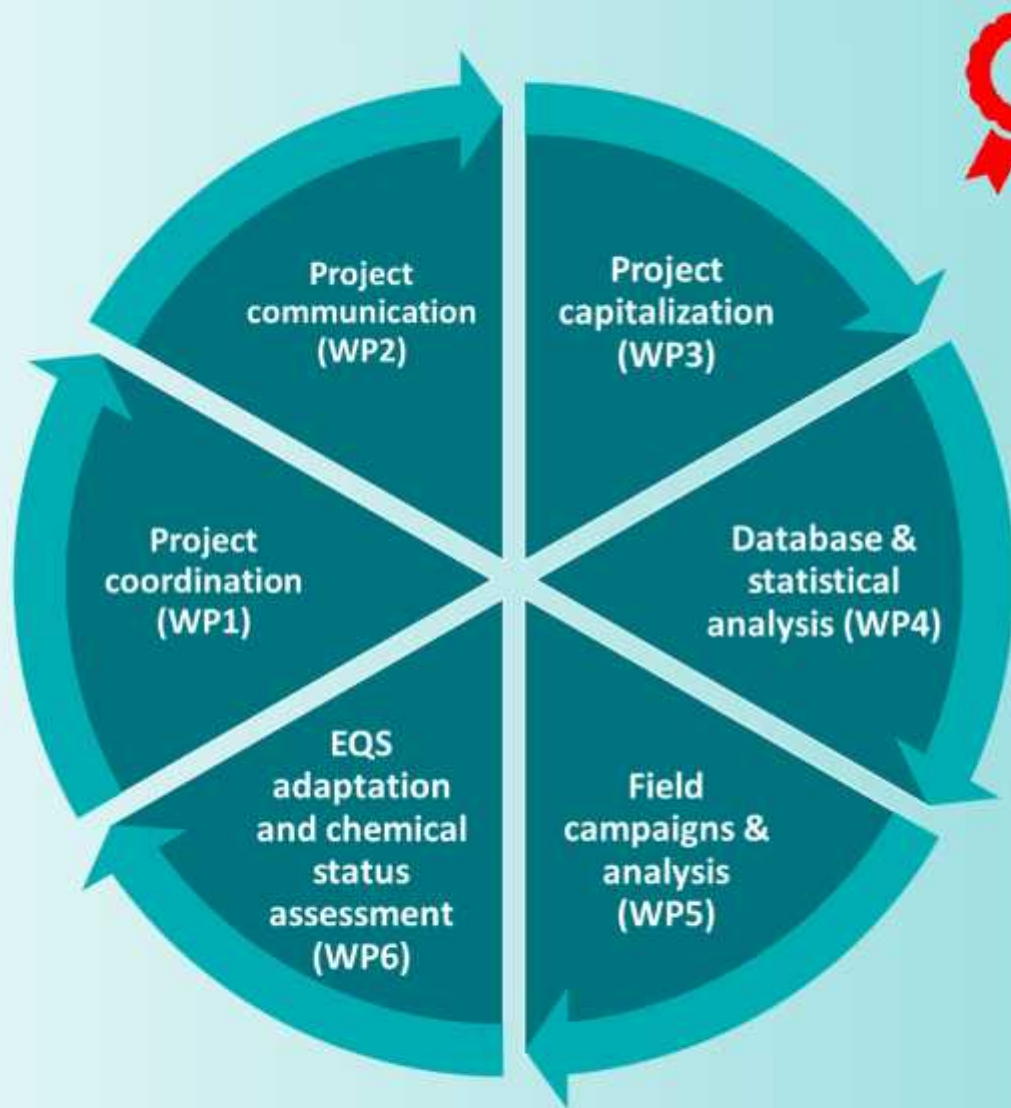 Project
communication
(WP2)
Project
capitalization
(WP3)
Project
coordination
(WP1)
Database &
statistical
analysis (WP4)
EQS
adaptation
and chemical
status
assessment
(WP6)
Field
campaigns &
analysis
(WP5)